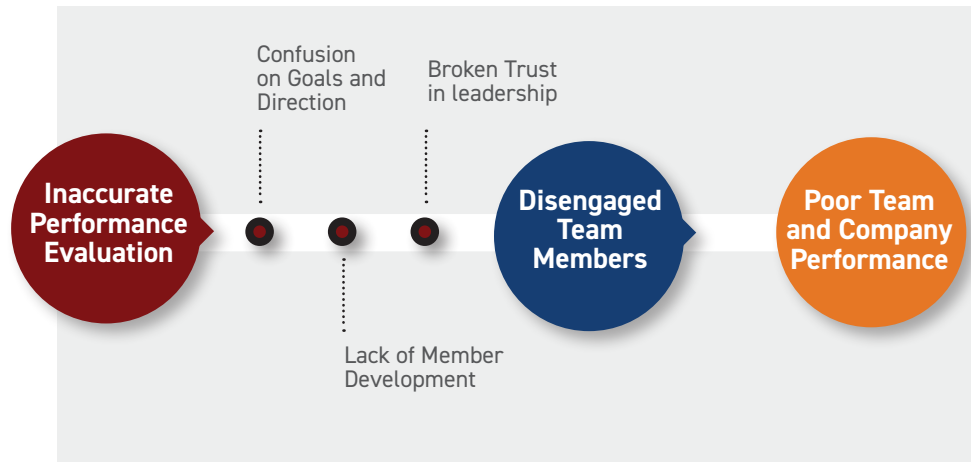 Inaccurate
Performance
Evaluation
Confusion
on Goals and
Direction
Lack of Member
Development
Broken Trust
in leadership
Disengaged
Team
Members
Poor Team
and Company
Performance